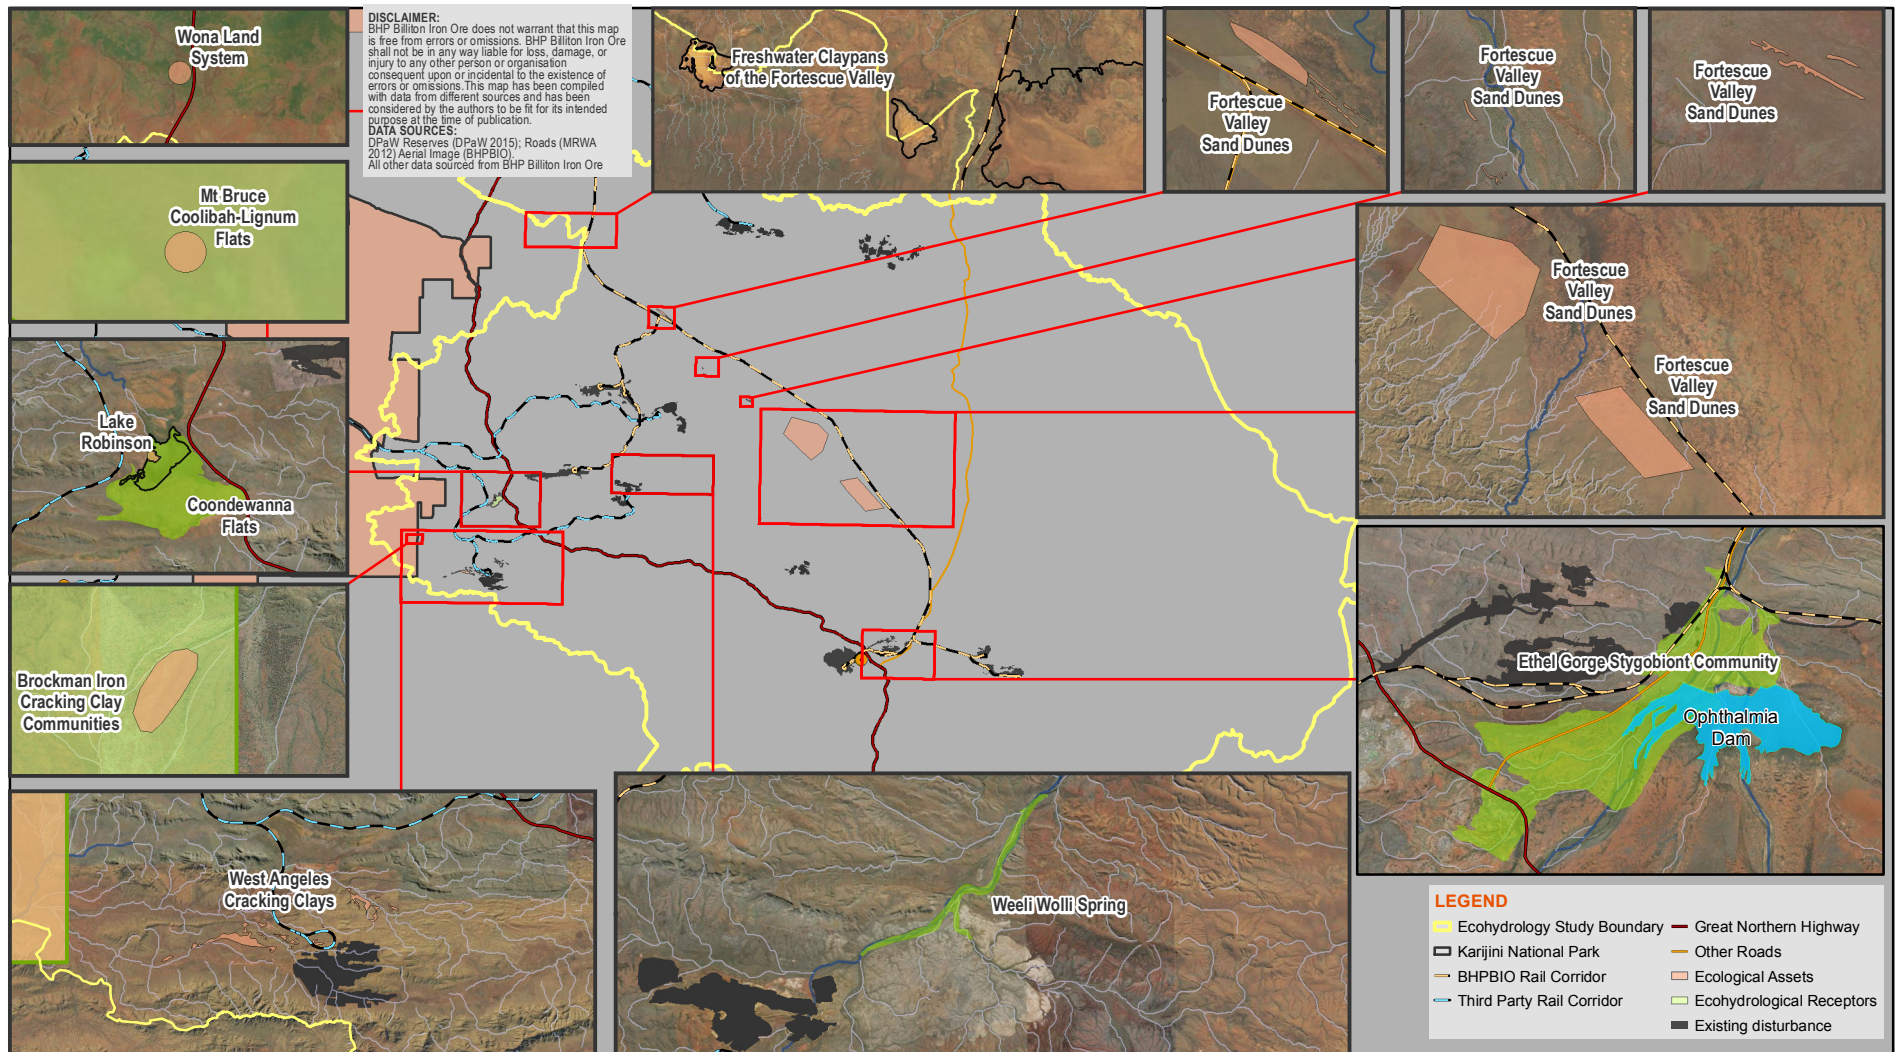 Wona Land
System
DISCLAIMER:
BHP Billiton Iron Ore does not warrant that this map
is free from errors or omissions. BHP Billiton Iron Ore
shall not be in any way liable for loss, damage, or
injury to any other person or organisation
consequent upon or incidental to the existence of
errors or omissions.This map has been compiled
with data from different sources and has been
considered by the authors to be fit for its intended
purpose at the time of publication.
DATA SOURCES:
DPaW Reserves (DPaW 2015); Roads (MRWA
2012) Aerial Image (BHPBIO).
All other data sourced from BHP Billiton Iron Ore
Freshwater Claypans
of the Fortescue Valley
Fortescue
Valley
Sand Dunes
Fortescue
Valley
Sand Dunes
Fortescue
Valley
Sand Dunes
Mt Bruce
Coolibah-Lignum
Flats
Fortescue
Valley
Sand Dunes
Fortescue
Valley
Sand Dunes
Lake
Robinson
Coondewanna
Flats
Brockman Iron
Cracking Clay
Communities
Ethel Gorge Stygobiont Community
Ophthalmia
Dam
West Angeles
Cracking Clays
Weeli Wolli Spring
LEGEND
Ecohydrology Study Boundary
Karijini National Park
BHPBIO Rail Corridor
Third Party Rail Corridor
Great Northern Highway
Other Roads
Ecological Assets
Ecohydrological Receptors
Existing disturbance